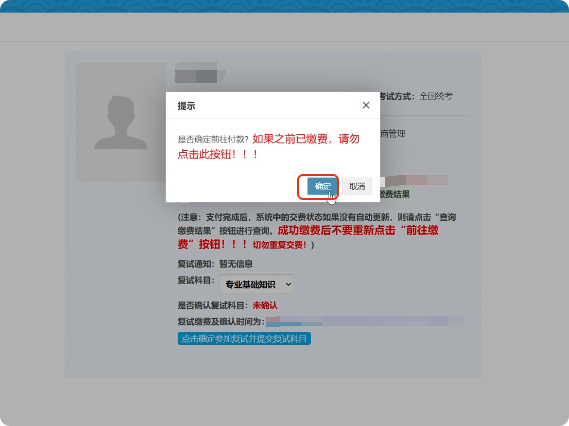 考试方式：全国统考
提示
商管理
是否确定前往付款？如果之前已缴费，请勿
点击此按钮！！！
确定
取消
缴费结果
(注意：支付完成后，系统中的交费状态如果没有自动更新，则请点击“查询
缴费结果”按钮进行查询，成功缴费后不要重新点击“前往缴
费”按钮！！！切勿重复交费！)
复试通知：暂无信息
复试科目：
专业基础知识
是否确认复试科目：未确认
复试缴费及确认时间为：
点击确定参加复试并提交复试科目